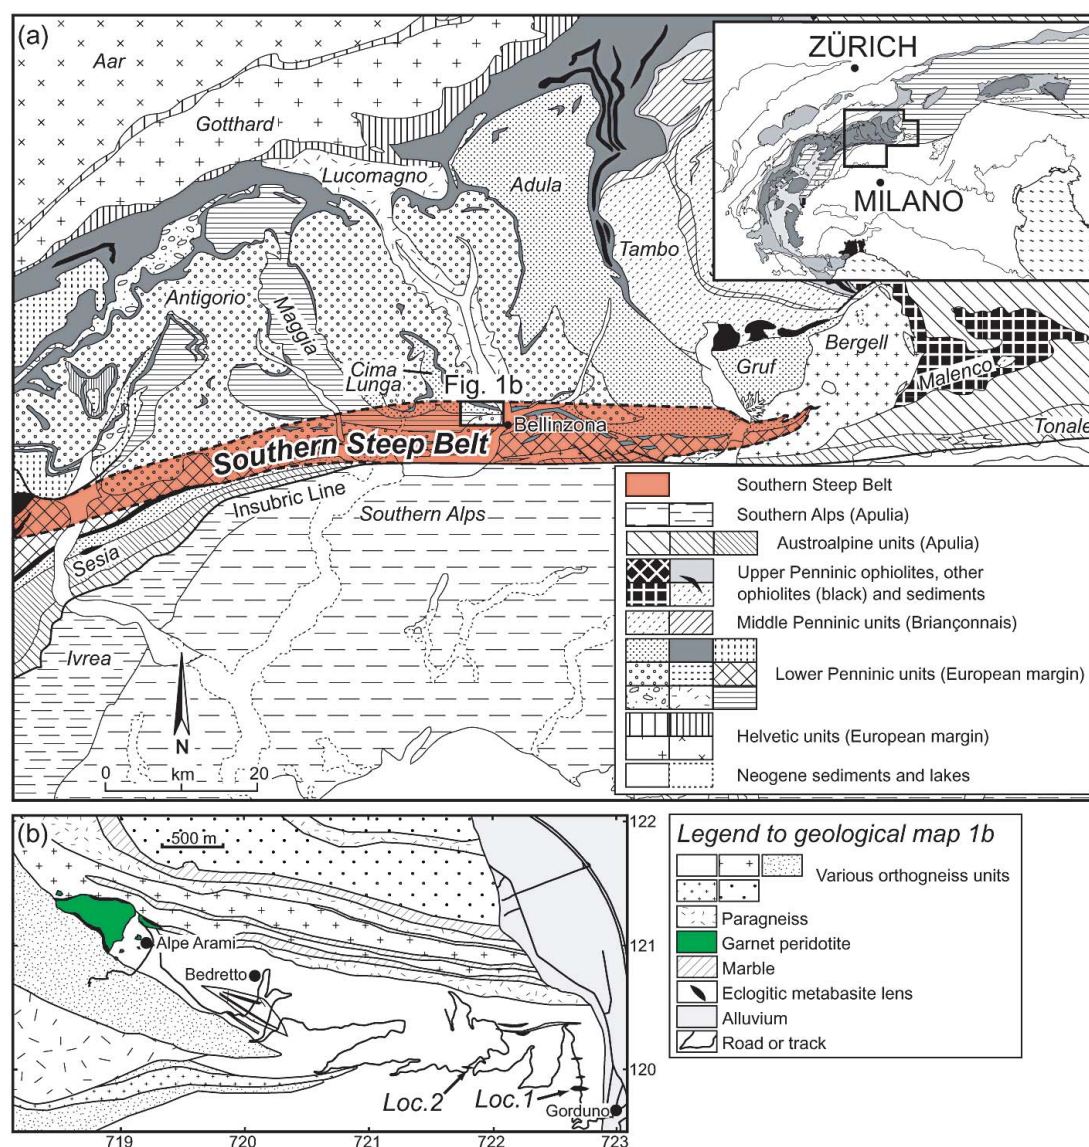 (a)
Aar
Gotthard
Lucomagno
Adula
Tambo
Antigorio
Maggia
Cima
Lunga
Fig. 1b
Bellinzona
Gruf
Bergell
Malenco
Tonale
Southern Steep Belt
Insubric Line
Southern Alps
Sesia
Ivrea
N
0 km 20
ZÜRICH
MILANO
Southern Steep Belt
Southern Alps (Apulia)
Austroalpine units (Apulia)
Upper Penninic ophiolites, other
ophiolites (black) and sediments
Middle Penninic units (Briançonnais)
Lower Penninic units (European margin)
Helvetic units (European margin)
Neogene sediments and lakes
(b)
500 m
122
Alpe Arami
121
Bedretto
120
Loc.2
Loc.1
Gorduno
719 720 721 722 723
Legend to geological map 1b
Various orthogneiss units
Paragneiss
Garnet peridotite
Marble
Eclogitic metabasite lens
Alluvium
Road or track